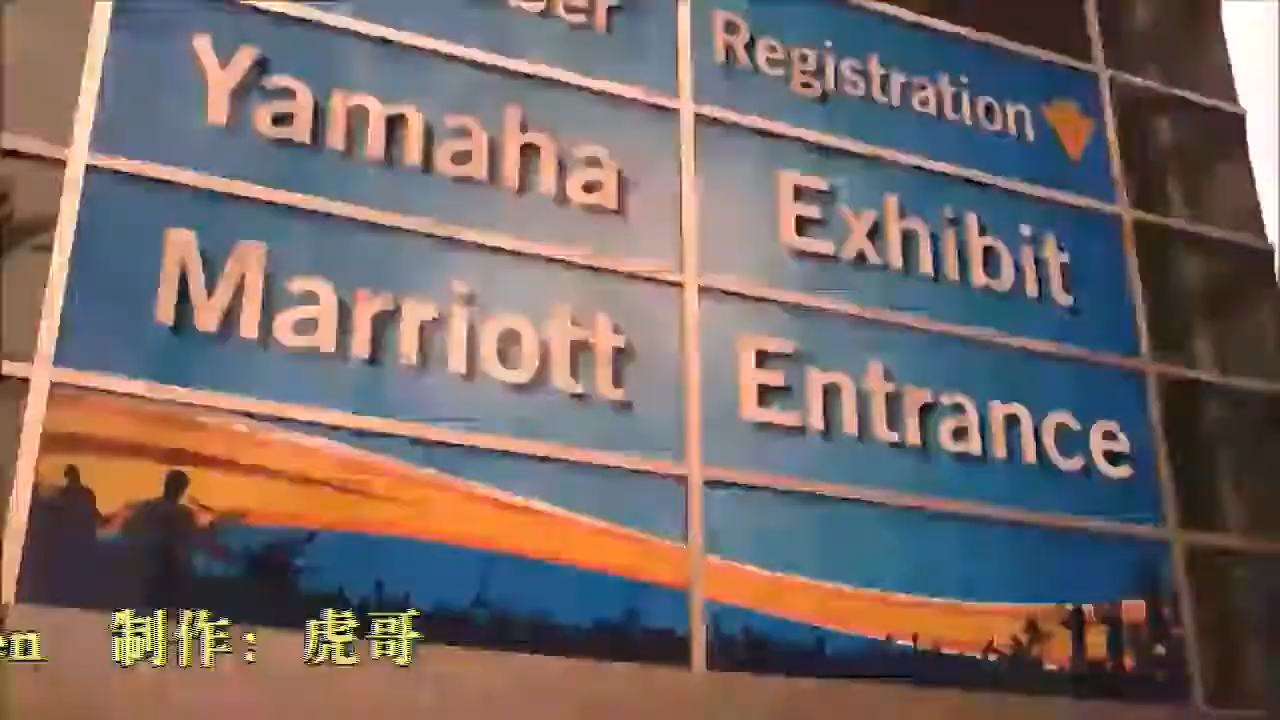 Registration
Yamaha
Exhibit
Marriott
Entrance
制作：虎哥